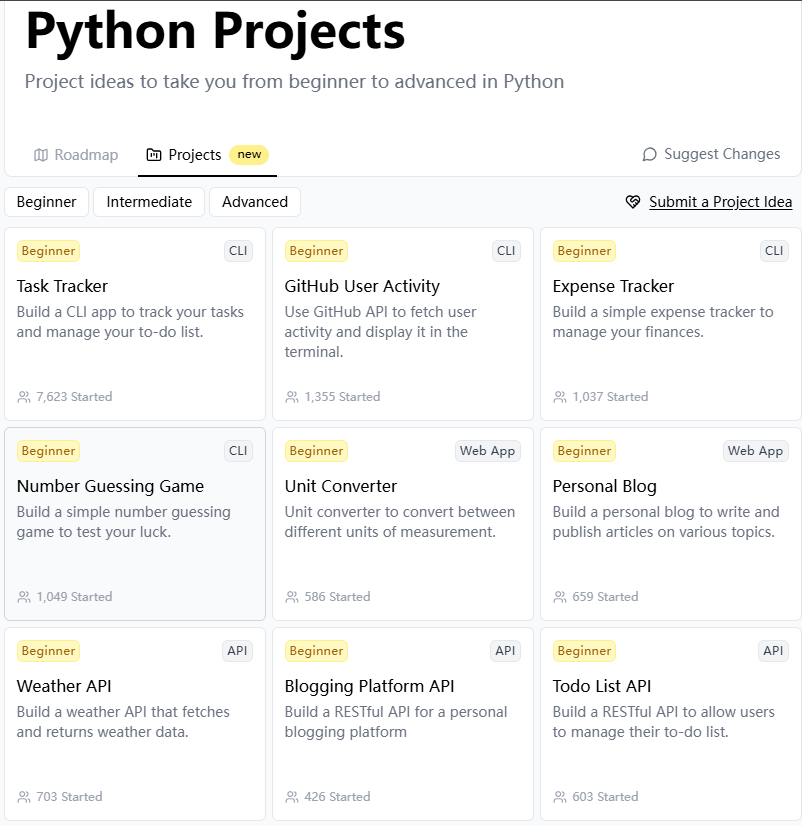 Python Projects
Project ideas to take you from beginner to advanced in Python
Roadmap
Projects
new
Suggest Changes
Beginner
Intermediate
Advanced
Submit a Project Idea
Beginner
CLI
Task Tracker
Build a CLI app to track your tasks
and manage your to-do list.
7,623 Started
Beginner
CLI
GitHub User Activity
Use GitHub API to fetch user
activity and display it in the
terminal.
1,355 Started
Beginner
CLI
Expense Tracker
Build a simple expense tracker to
manage your finances.
1,037 Started
Beginner
CLI
Number Guessing Game
Build a simple number guessing
game to test your luck.
1,049 Started
Beginner
Web App
Unit Converter
Unit converter to convert between
different units of measurement.
586 Started
Beginner
Web App
Personal Blog
Build a personal blog to write and
publish articles on various topics.
659 Started
Beginner
API
Weather API
Build a weather API that fetches
and returns weather data.
703 Started
Beginner
API
Blogging Platform API
Build a RESTful API for a personal
blogging platform
426 Started
Beginner
API
Todo List API
Build a RESTful API to allow users
to manage their to-do list.
603 Started